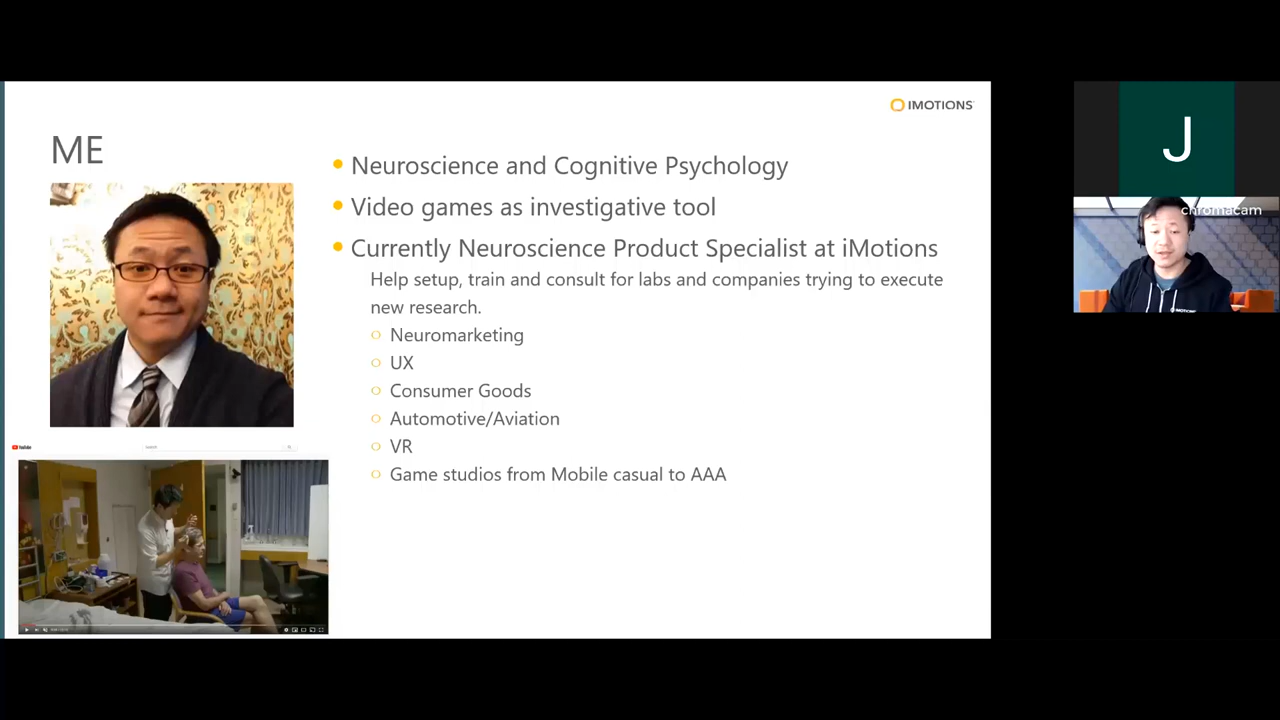 IMOTIONS
ME
Neuroscience and Cognitive Psychology
Video games as investigative tool
Currently Neuroscience Product Specialist at iMotions
Help setup, train and consult for labs and companies trying to execute
new research.
Neuromarketing
UX
Consumer Goods
Automotive/Aviation
VR
Game studios from Mobile casual to AAA
J
chromacam
IMOTIONS